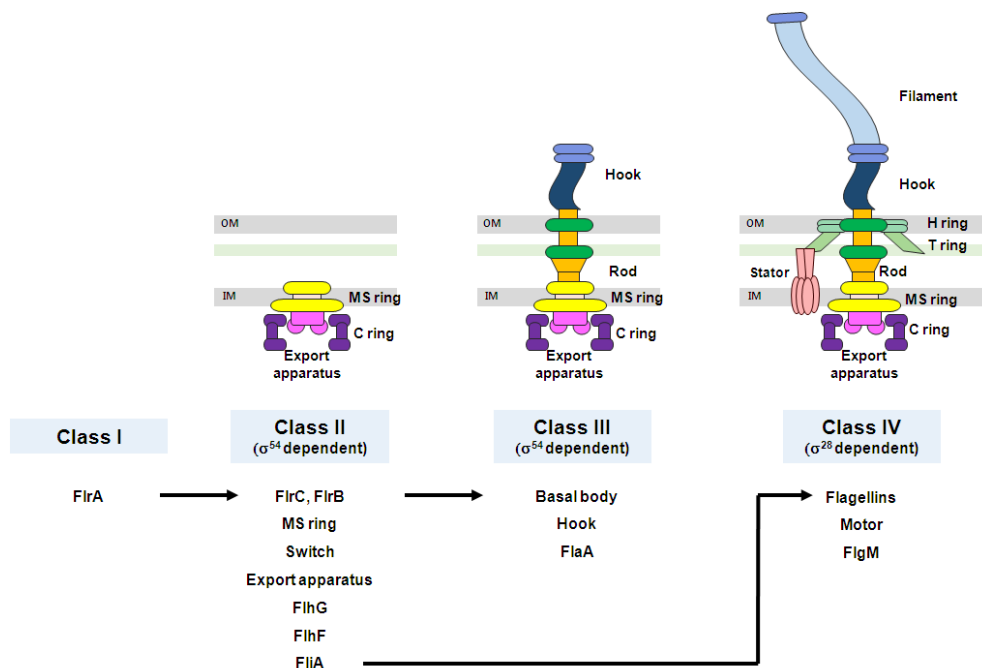 Filament
Hook
Hook
OM
OM
OM
H ring
T ring
Rod
Stator
Rod
IM
MS ring
IM
MS ring
IM
MS ring
C ring
C ring
C ring
Export
apparatus
Export
apparatus
Export
apparatus
Class I
Class II
(σ⁵⁴ dependent)
Class III
(σ⁵⁴ dependent)
Class IV
(σ²⁸ dependent)
FlrA
FlrC, FlrB
MS ring
Switch
Export apparatus
FlhG
FlhF
FliA
Basal body
Hook
FlaA
Flagellins
Motor
FlgM